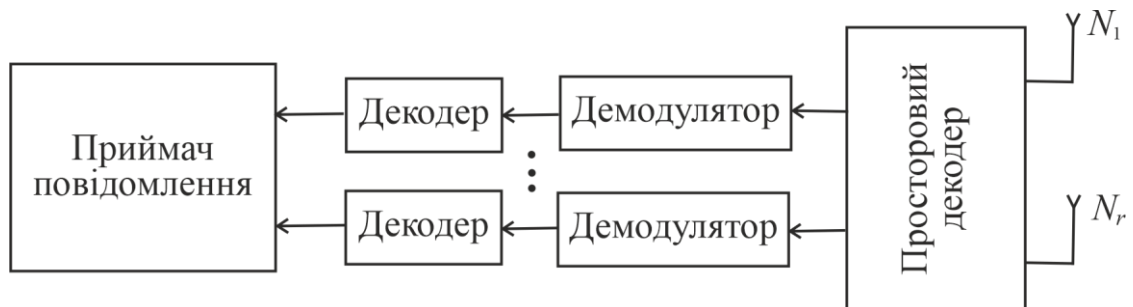 N₁
Декодер
Демодулятор
Приймач
повідомлення
Просторовий
декодер
Декодер
Демодулятор
Nᵣ